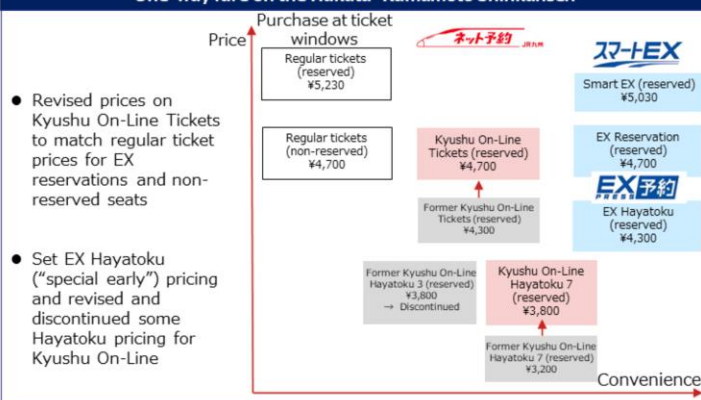 Purchase at ticket
windows
Price
ネット予約
JR九州
スマートEX
Regular tickets
(reserved)
¥5,230
Smart EX (reserved)
¥5,030
● Revised prices on
Kyushu On-Line Tickets
to match regular ticket
prices for EX
reservations and non-
reserved seats
Regular tickets
(non-reserved)
¥4,700
Kyushu On-Line
Tickets (reserved)
¥4,700
EX Reservation
(reserved)
¥4,700
EX予約
EXPRESS
Former Kyushu On-Line
Tickets (reserved)
¥4,300
EX Hayatoku
(reserved)
¥4,300
● Set EX Hayatoku
("special early") pricing
and revised and
discontinued some
Hayatoku pricing for
Kyushu On-Line
Former Kyushu On-Line
Hayatoku 3 (reserved)
¥3,800
→ Discontinued
Kyushu On-Line
Hayatoku 7
(reserved)
¥3,800
Former Kyushu On-Line
Hayatoku 7 (reserved)
¥3,200
Convenience